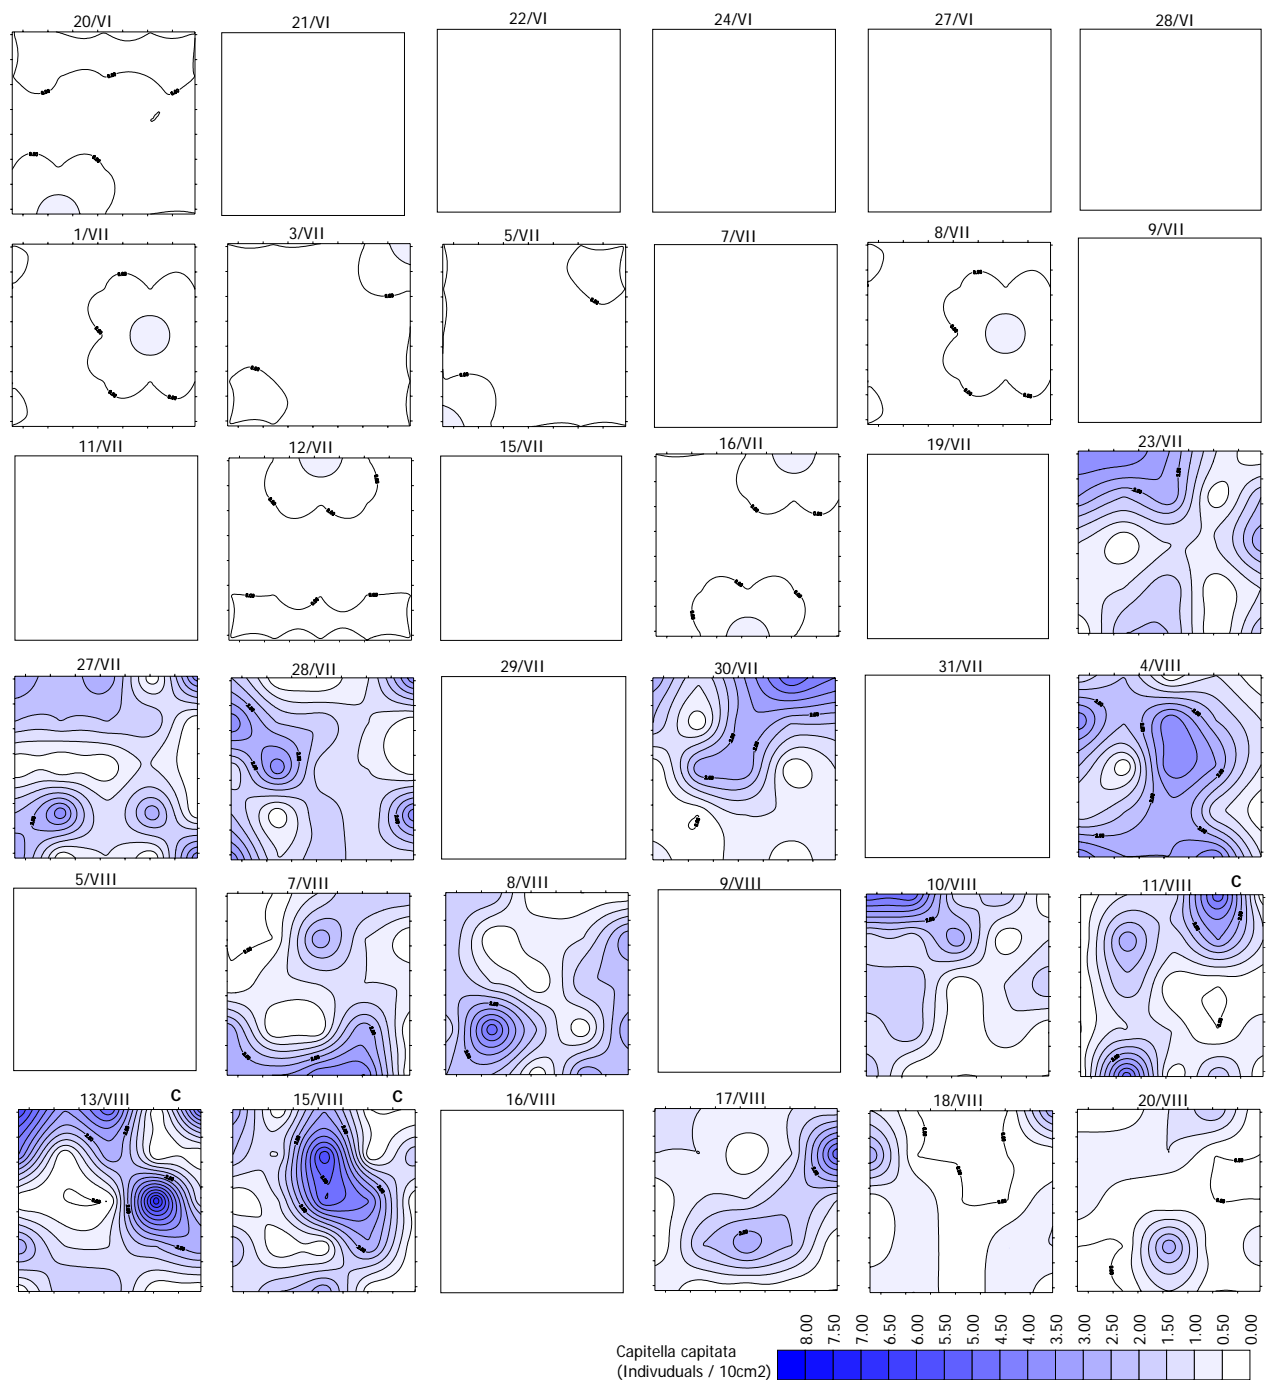 20/VI 21/VI 22/VI 24/VI 27/VI 28/VI
1/VII 3/VII 5/VII 7/VII 8/VII 9/VII
11/VII 12/VII 15/VII 16/VII 19/VII 23/VII
27/VII 28/VII 29/VII 30/VII 31/VII 4/VIII
5/VIII 7/VIII 8/VIII 9/VIII 10/VIII 11/VIII C
13/VIII C 15/VIII C 16/VIII 17/VIII 18/VIII 20/VIII
8.00 7.50 7.00 6.50 6.00 5.50 5.00 4.50 4.00 3.50 3.00 2.50 2.00 1.50 1.00 0.50 0.00
Capitella capitata
(Indivuduals / 10cm2)